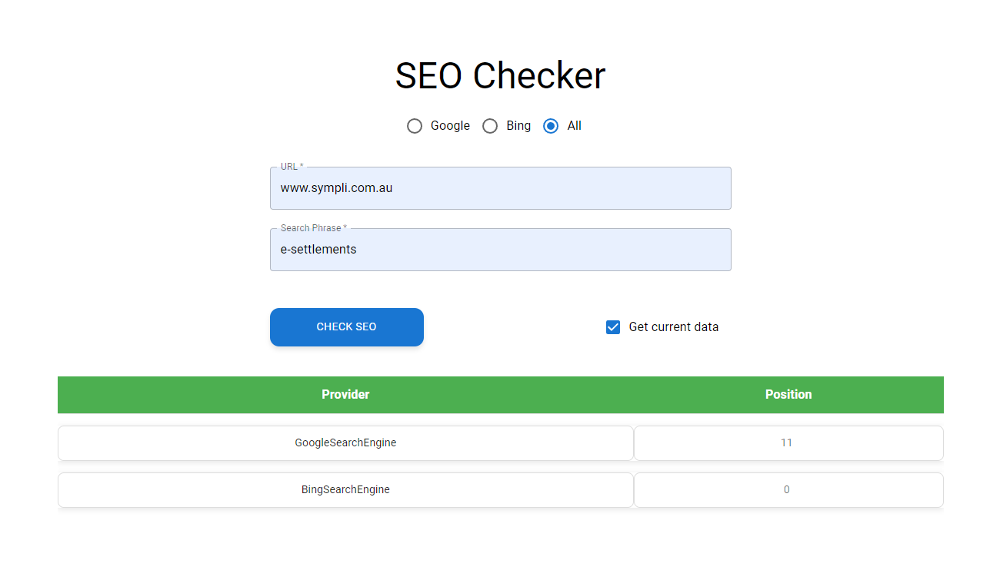 SEO Checker
Google Bing All
URL *
www.sympli.com.au
Search Phrase *
e-settlements
CHECK SEO Get current data
Provider Position
GoogleSearchEngine 11
BingSearchEngine 0